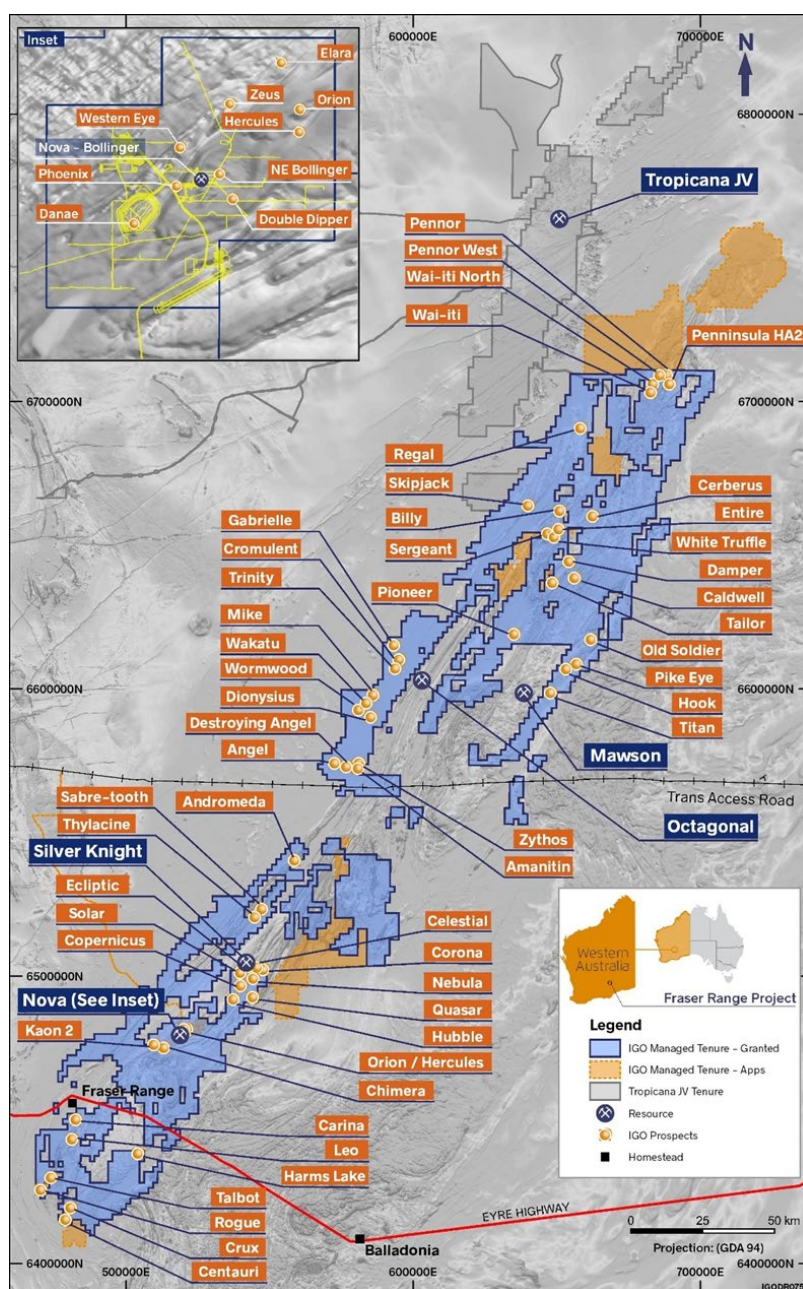 Inset
Elara
Zeus
Orion
Western Eye
Hercules
Nova - Bollinger
Phoenix
NE Bollinger
Danae
Double Dipper
600000E
700000E
N
6800000N
Tropicana JV
Pennor
Pennor West
Wai-iti North
Wai-iti
Penninsula HA2
6700000N
6700000N
Regal
Skipjack
Cerberus
Billy
Entire
Sergeant
White Truffle
Gabrielle
Cromulent
Trinity
Damper
Pioneer
Caldwell
Mike
Tailor
Wakatu
Old Soldier
Wormwood
Pike Eye
Dionysius
6600000N
6600000N
Hook
Destroying Angel
Titan
Angel
Mawson
Trans Access Road
Sabre-tooth
Andromeda
Thylacine
Octagonal
Zythos
Silver Knight
Amanitin
Ecliptic
Solar
Celestial
Copernicus
Corona
6500000N
Nebula
Nova (See Inset)
Quasar
Kaon 2
Hubble
Orion / Hercules
Fraser Range
Chimera
Carina
Leo
Harms Lake
Talbot
Rogue
Crux
Centauri
EYRE HIGHWAY
Balladonia
Western
Australia
Fraser Range Project
Legend
IGO Managed Tenure - Granted
IGO Managed Tenure - Apps
Tropicana JV Tenure
Resource
IGO Prospects
Homestead
0 25 50 km
Projection: (GDA 94)
6400000N
500000E
600000E
700000E
6400000N
IGODR075